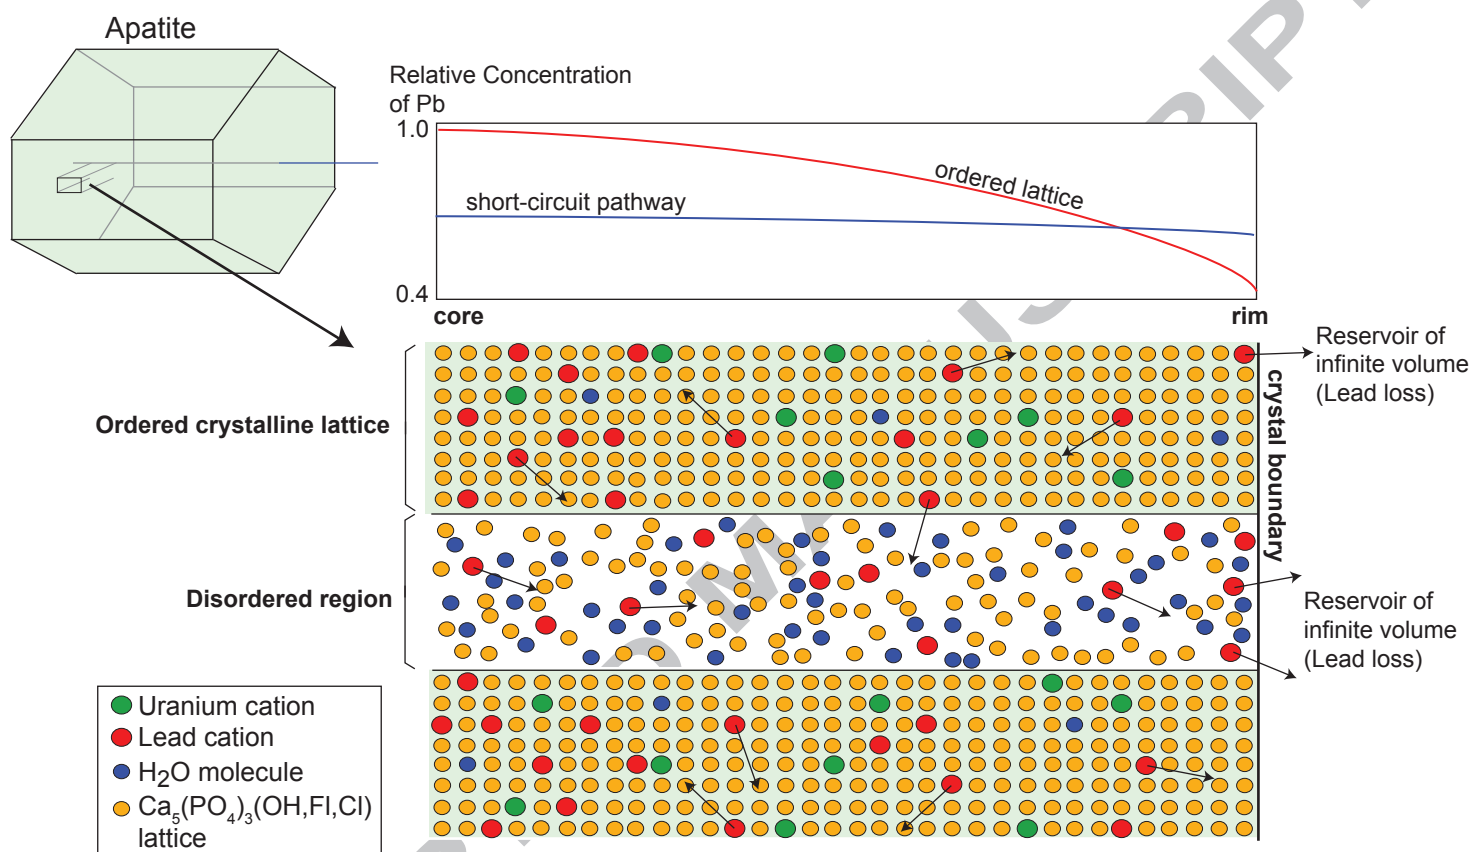 Apatite
Relative Concentration
of Pb
1.0
ordered lattice
short-circuit pathway
0.4
core
rim
Reservoir of
infinite volume
(Lead loss)
Ordered crystalline lattice
crystal boundary
Disordered region
Reservoir of
infinite volume
(Lead loss)
Uranium cation
Lead cation
H2O molecule
Ca5(PO4)3(OH,Fl,Cl)
lattice